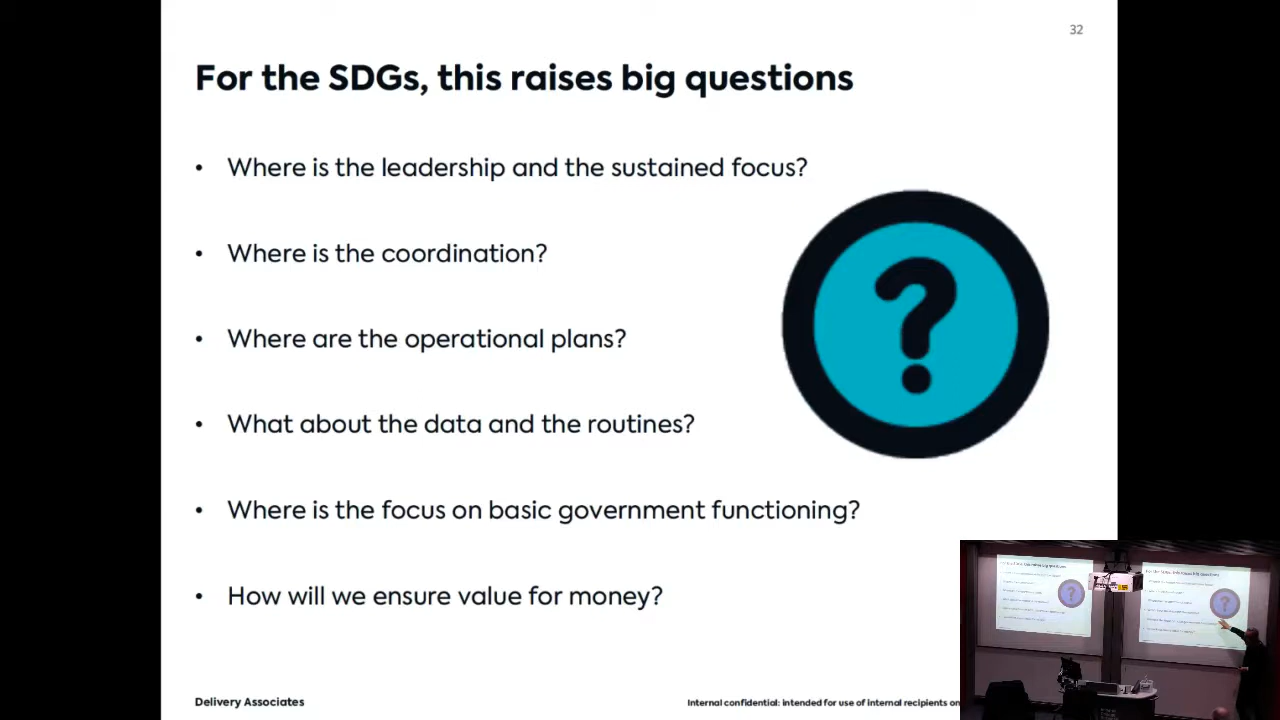 32
For the SDGs, this raises big questions
• Where is the leadership and the sustained focus?
• Where is the coordination?
• Where are the operational plans?
• What about the data and the routines?
• Where is the focus on basic government functioning?
• How will we ensure value for money?
Delivery Associates
Internal confidential: intended for use of internal recipients on